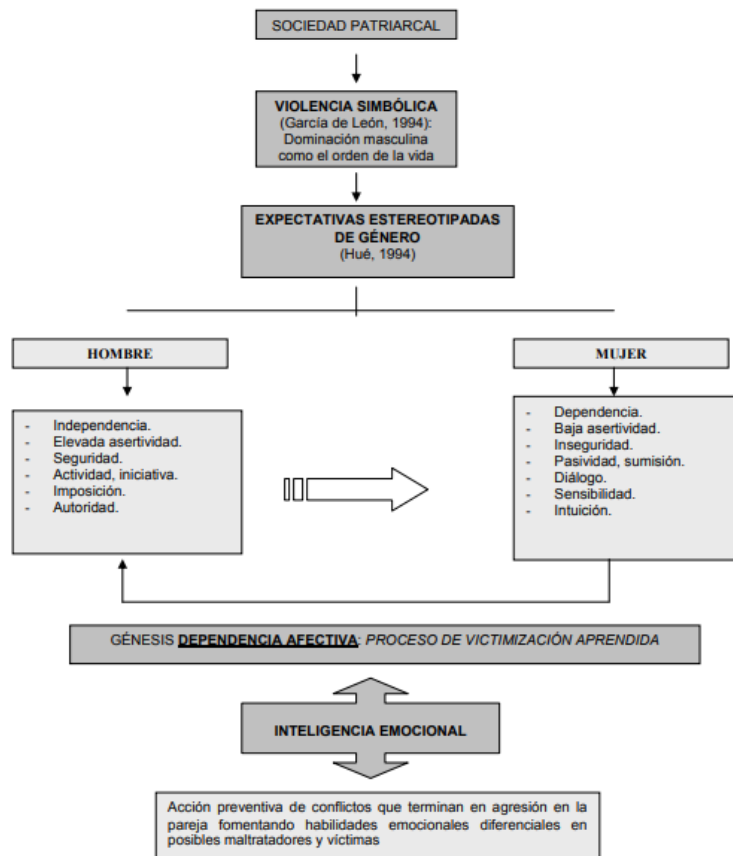 SOCIEDAD PATRIARCAL
VIOLENCIA SIMBÓLICA
(García de León, 1994):
Dominación masculina
como el orden de la vida
EXPECTATIVAS ESTEREOTIPADAS
DE GÉNERO
(Hué, 1994)
HOMBRE
- Independencia.
- Elevada asertividad.
- Seguridad.
- Actividad, iniciativa.
- Imposición.
- Autoridad.
MUJER
- Dependencia.
- Baja asertividad.
- Inseguridad.
- Pasividad, sumisión.
- Diálogo.
- Sensibilidad.
- Intuición.
GÉNESIS DEPENDENCIA AFECTIVA: PROCESO DE VICTIMIZACIÓN APRENDIDA
INTELIGENCIA EMOCIONAL
Acción preventiva de conflictos que terminan en agresión en la
pareja fomentando habilidades emocionales diferenciales en
posibles maltratadores y víctimas